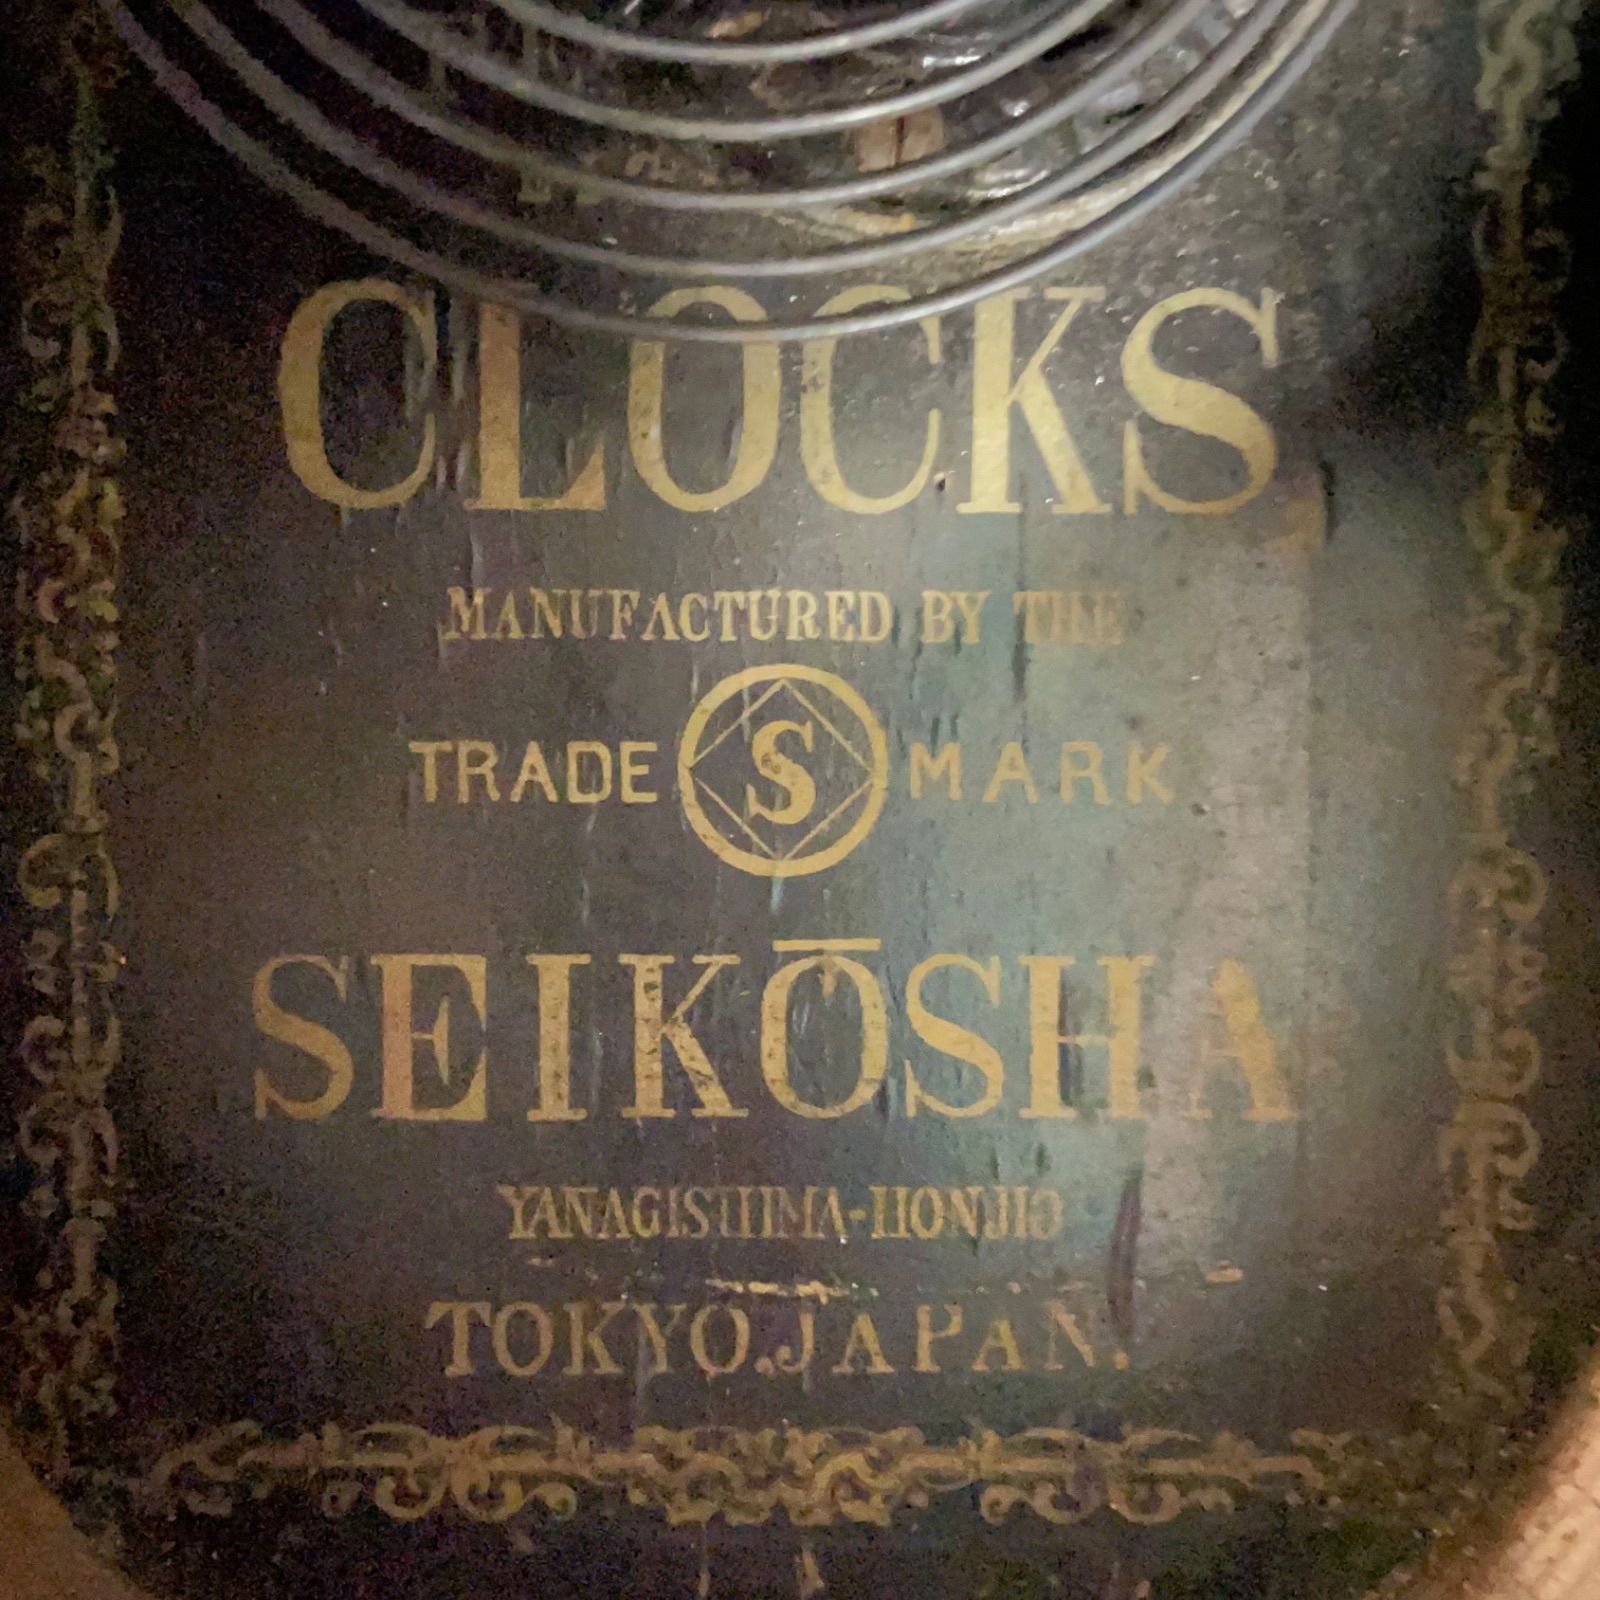 CLOCKS
MANUFACTURED BY THE
TRADE S MARK
SEIKŌSHA
YANAGISHIMA-HONJIO
TOKYO.JAPAN.